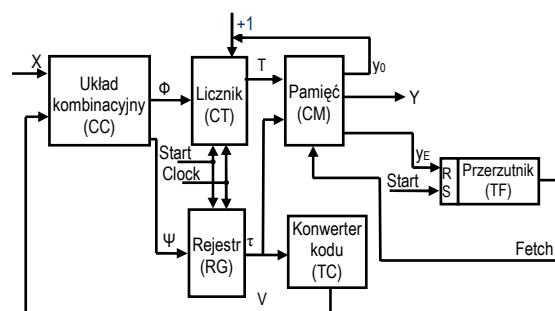 +1
X
Układ
kombinacyjny
(CC)
Φ
Licznik
(CT)
T
Pamięć
(CM)
y0
Y
yE
Start
Clock
Start
R
S
Przerzutnik
(TF)
Ψ
Rejestr
(RG)
τ
Konwerter
kodu
(TC)
Fetch
V